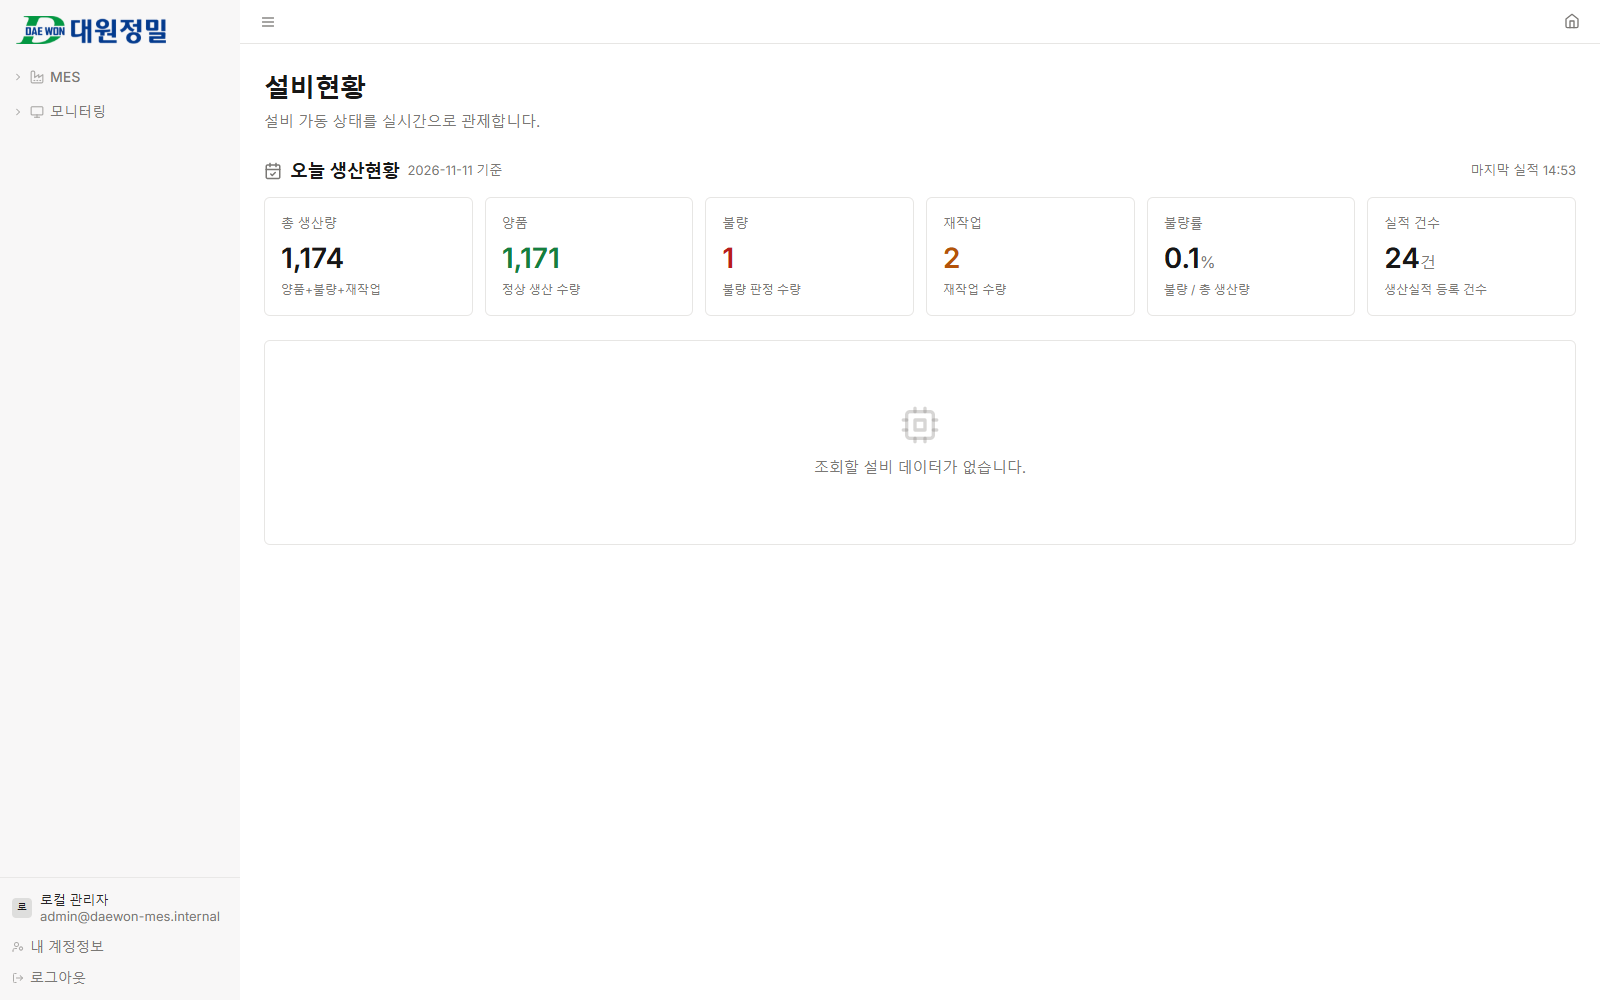 DAE WON 대원정밀
MES
모니터링
설비현황
설비 가동 상태를 실시간으로 관제합니다.
오늘 생산현황 2026-11-11 기준
마지막 실적 14:53
총 생산량
1,174
양품+불량+재작업
양품
1,171
정상 생산 수량
불량
1
불량 판정 수량
재작업
2
재작업 수량
불량률
0.1%
불량 / 총 생산량
실적 건수
24건
생산실적 등록 건수
조회할 설비 데이터가 없습니다.
로
로컬 관리자
admin@daewon-mes.internal
내 계정정보
로그아웃